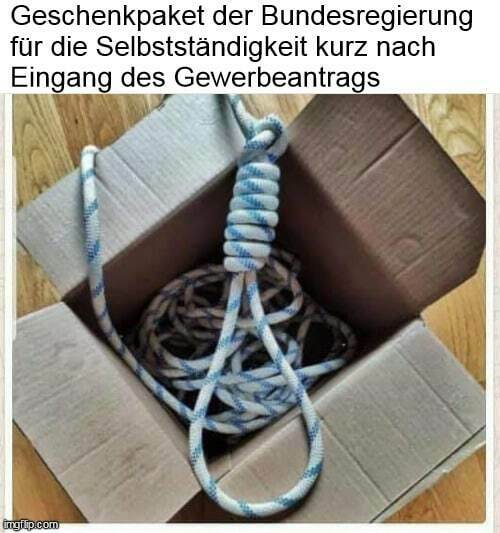 Geschenkpaket der Bundesregierung
für die Selbstständigkeit kurz nach
Eingang des Gewerbeantrags
imgflip.com